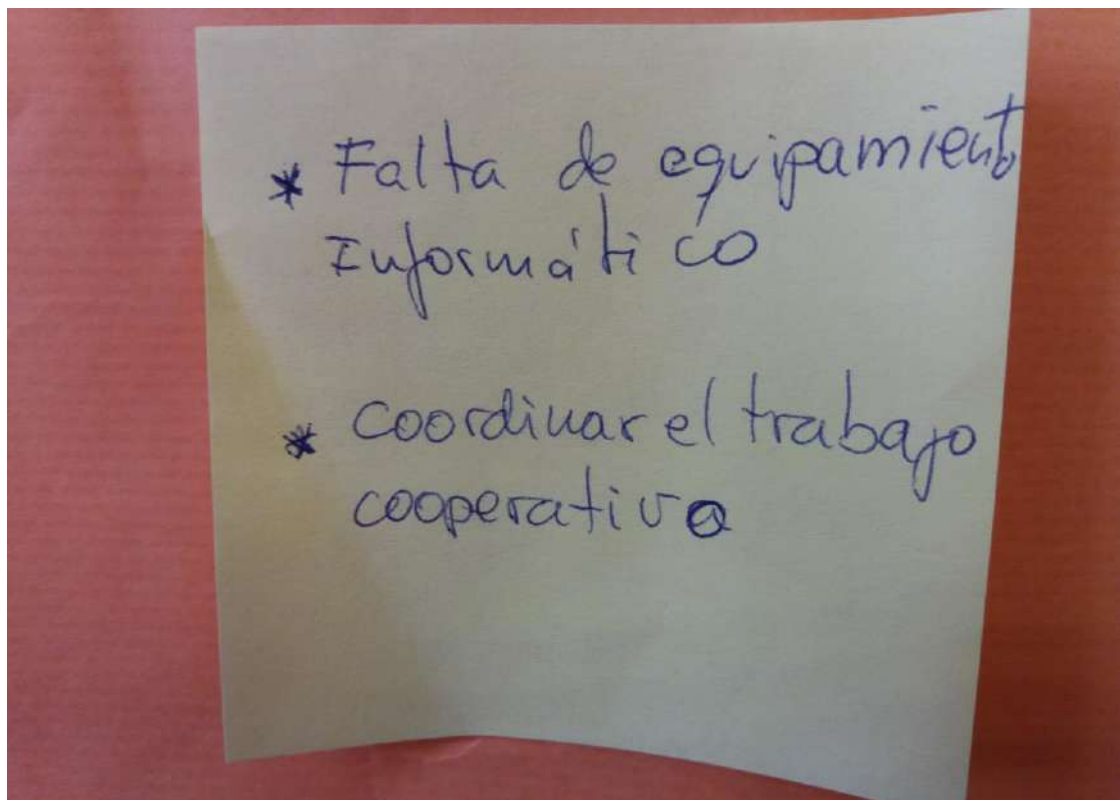 * Falta de equipamiento
Informático
* Coordinar el trabajo
cooperativo